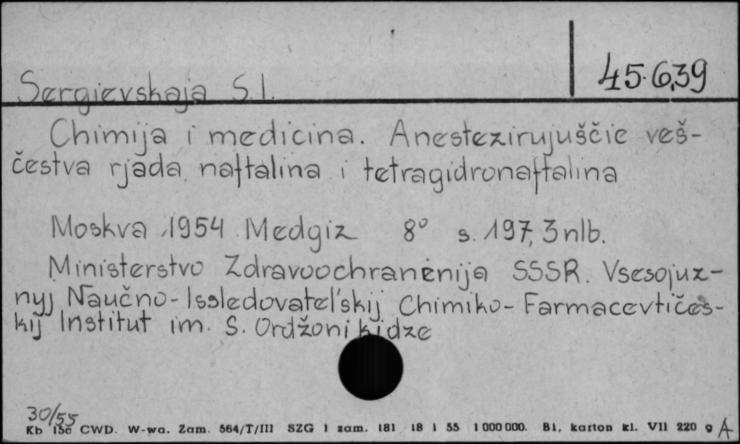 45.639
Sergievskaja S.I.
Chimija i medicina. Anestezirujuščie veš-
čestva rjada naftalina i tetragidronaftalina
Moskva 1954 Medgiz 8° s. 197, 3 nlb.
Ministerstvo Zdravoochranenija SSSR. Vsesojuz-
nyj Naučno-Issledovatel'skij Chimiko-Farmacevtičes-
kij Institut im. S. Ordžonikidze
30/55
Kb 15c CWD. W-wa. Zam. 564/T/III SZG 1 zam. 181 18 1 55 1 000 000. Bl. karton kl. VII 220 g A